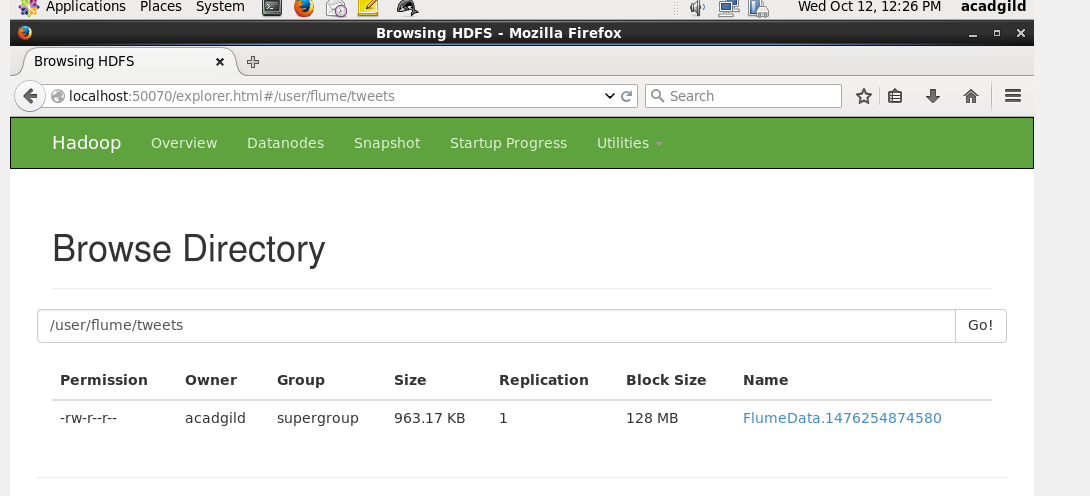 Applications Places System Wed Oct 12, 12:26 PM acadgild
Browsing HDFS - Mozilla Firefox
Browsing HDFS
localhost:50070/explorer.html#/user/flume/tweets Search
Hadoop Overview Datanodes Snapshot Startup Progress Utilities
Browse Directory
/user/flume/tweets Go!
Permission Owner Group Size Replication Block Size Name
-rw-r--r-- acadgild supergroup 963.17 KB 1 128 MB FlumeData.1476254874580